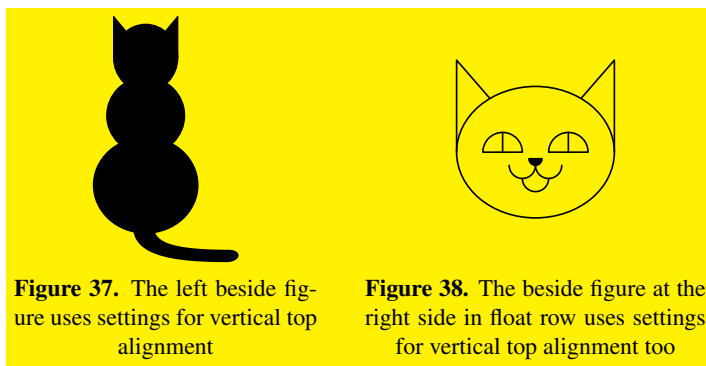 Figure 37. The left beside fig-
ure uses settings for vertical top
alignment
Figure 38. The beside figure at the
right side in float row uses settings
for vertical top alignment too